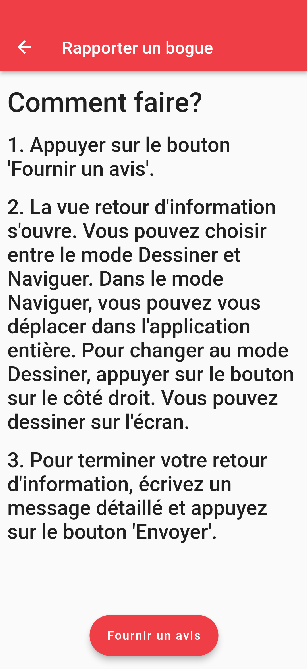 Rapporter un bogue
Comment faire?
1. Appuyer sur le bouton
'Fournir un avis'.
2. La vue retour d'information
s'ouvre. Vous pouvez choisir
entre le mode Dessiner et
Naviguer. Dans le mode
Naviguer, vous pouvez vous
déplacer dans l'application
entière. Pour changer au mode
Dessiner, appuyer sur le bouton
sur le côté droit. Vous pouvez
dessiner sur l'écran.
3. Pour terminer votre retour
d'information, écrivez un
message détaillé et appuyez
sur le bouton 'Envoyer'.
Fournir un avis